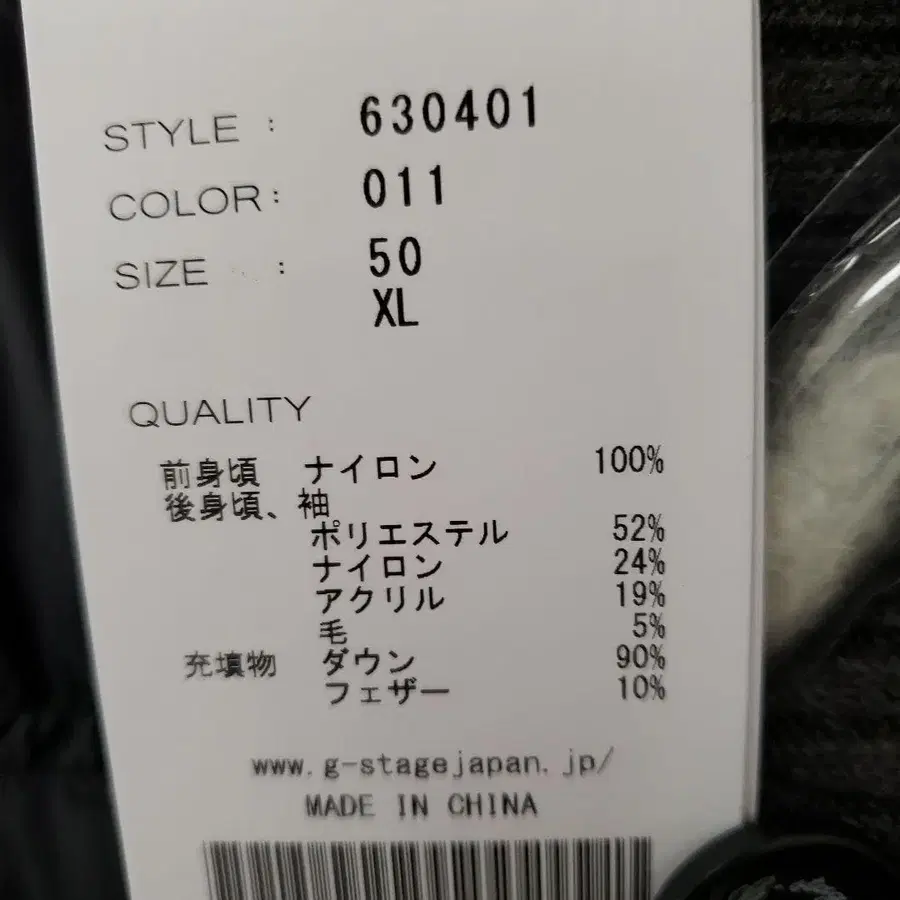 STYLE : 630401
COLOR: 011
SIZE : 50
XL
QUALITY
前身頃 ナイロン 100%
後身頃、袖
ポリエステル 52%
ナイロン 24%
アクリル 19%
毛 5%
充填物 ダウン 90%
フェザー 10%
www.g-stagejapan.jp/
MADE IN CHINA